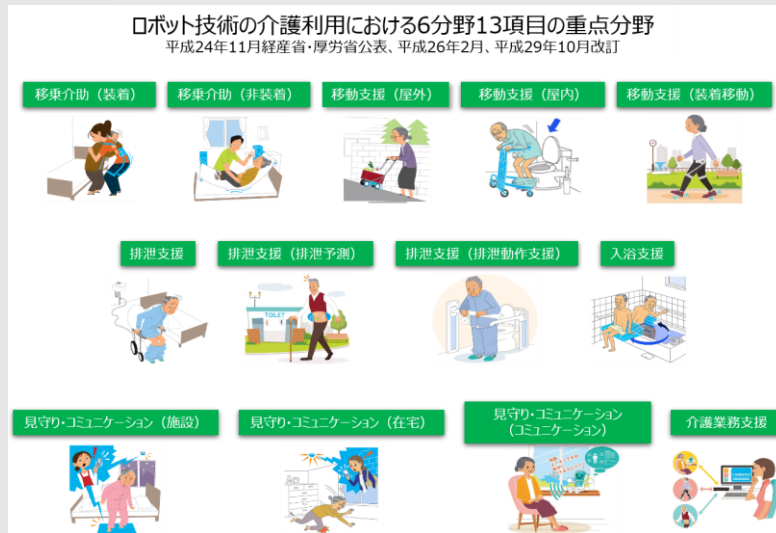 ロボット技術の介護利用における6分野13項目の重点分野
平成24年11月経産省・厚労省公表、平成26年2月、平成29年10月改訂
移乗介助（装着）
移乗介助（非装着）
移動支援（屋外）
移動支援（屋内）
移動支援（装着移動）
排泄支援
排泄支援（排泄予測）
排泄支援（排泄動作支援）
入浴支援
TOILET
見守り・コミュニケーション（施設）
見守り・コミュニケーション（在宅）
見守り・コミュニケーション
（コミュニケーション）
介護業務支援